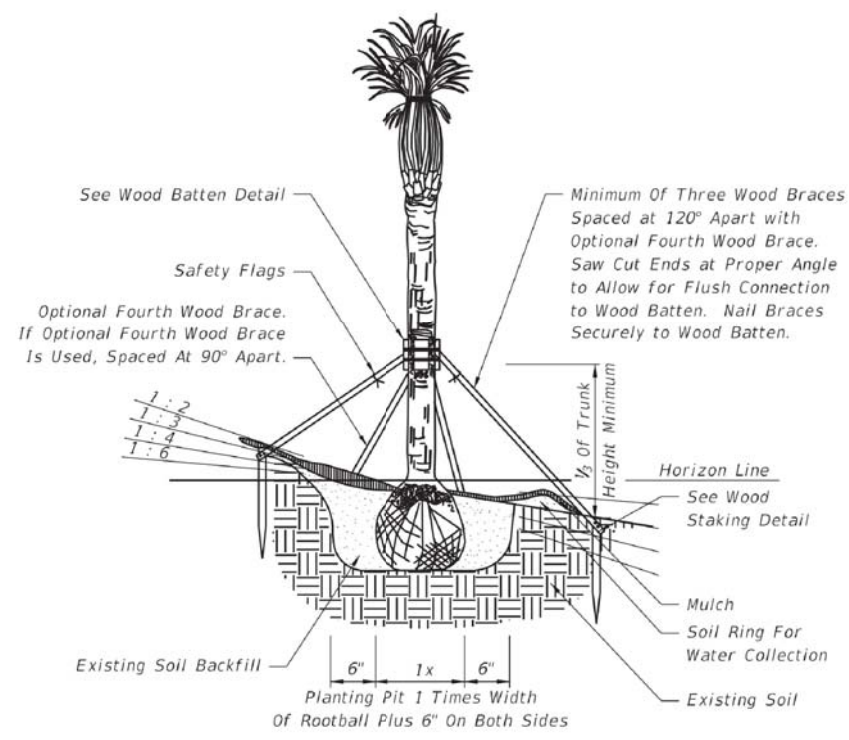 See Wood Batten Detail
Safety Flags
Optional Fourth Wood Brace.
If Optional Fourth Wood Brace
Is Used, Spaced At 90° Apart.
Minimum Of Three Wood Braces
Spaced at 120° Apart with
Optional Fourth Wood Brace.
Saw Cut Ends at Proper Angle
to Allow for Flush Connection
to Wood Batten. Nail Braces
Securely to Wood Batten.
1 : 2
1 : 3
1 : 4
1 : 6
⅓ Of Trunk
Height Minimum
Horizon Line
See Wood
Staking Detail
Mulch
Soil Ring For
Water Collection
Existing Soil
Existing Soil Backfill
6" 1x 6"
Planting Pit 1 Times Width
Of Rootball Plus 6" On Both Sides